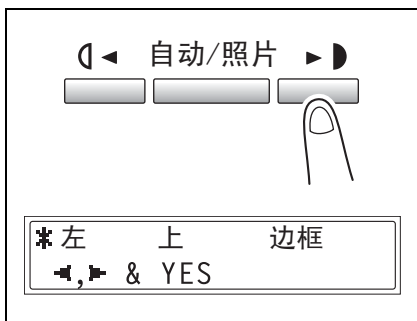 ◄ 自动/照片 ►
*左 上 边框
◄,► & YES